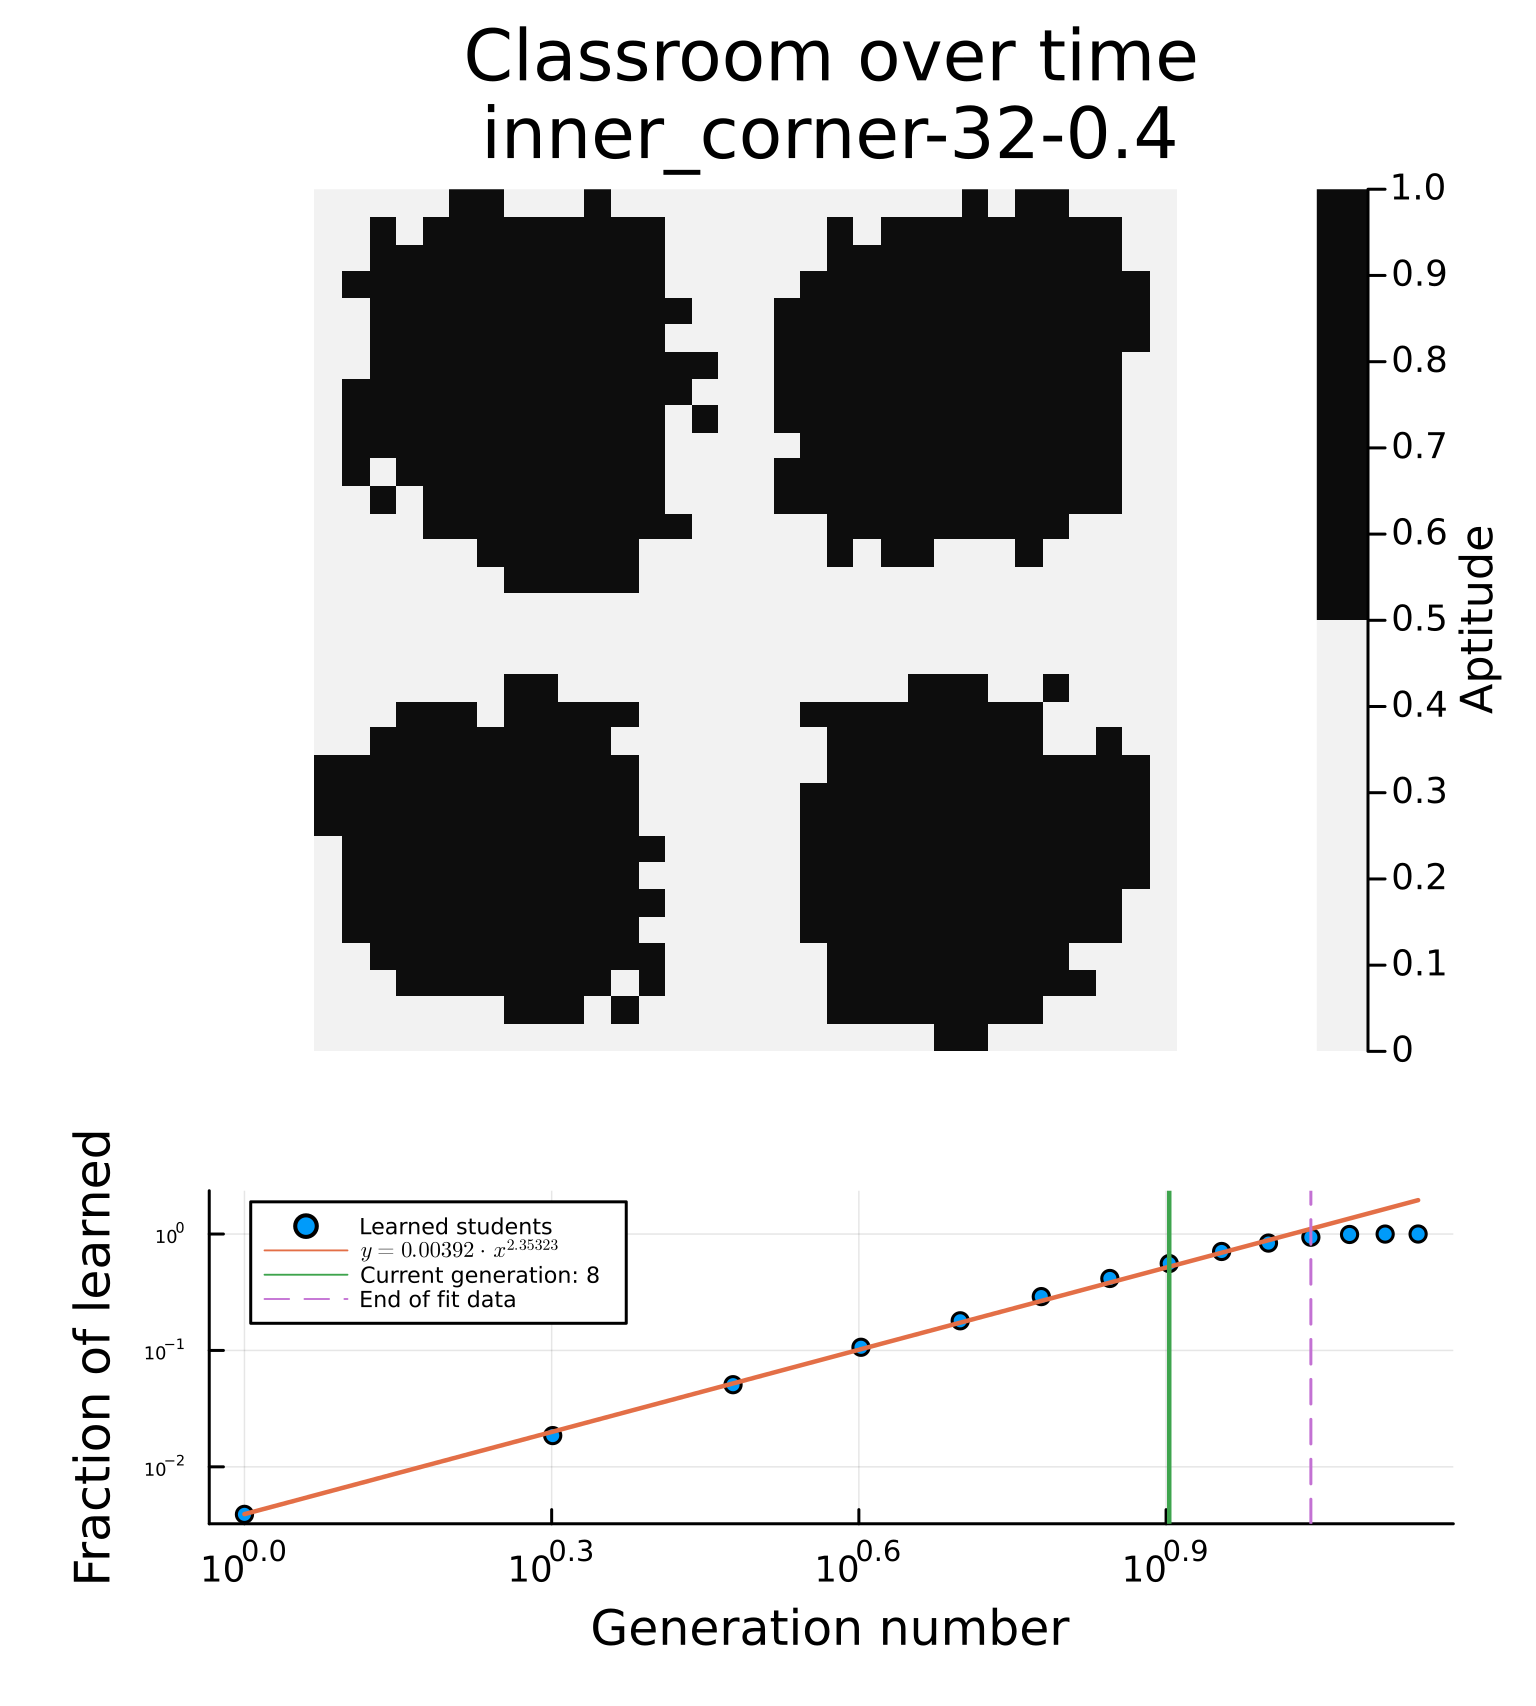 Classroom over time
inner_corner-32-0.4
1.0
0.9
0.8
0.7
0.6
0.5
0.4
0.3
0.2
0.1
0
Aptitude
Fraction of learned
10⁰
10⁻¹
10⁻²
Learned students
y = 0.00392 · x^2.35323
Current generation: 8
End of fit data
10^0.0
10^0.3
10^0.6
10^0.9
Generation number